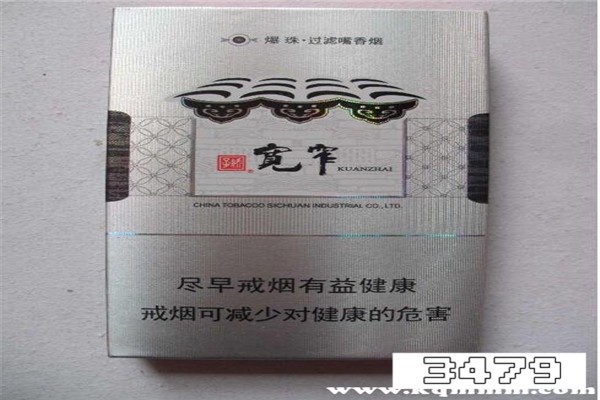 爆珠·过滤嘴香烟
宽窄
KUANZHAI
CHINA TOBACCO SICHUAN INDUSTRIAL CO., LTD.
尽早戒烟有益健康
戒烟可减少对健康的危害
3479